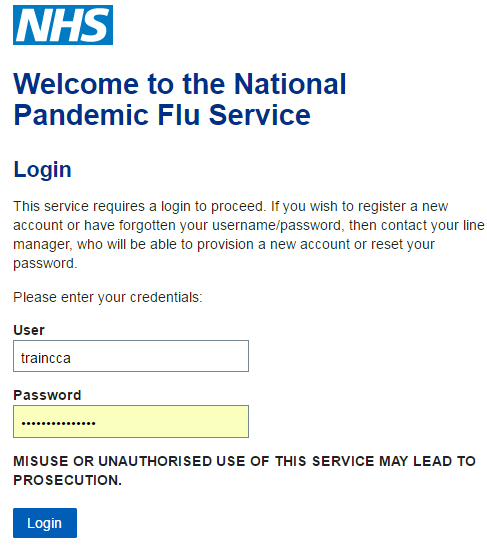 NHS
Welcome to the National
Pandemic Flu Service
Login
This service requires a login to proceed. If you wish to register a new
account or have forgotten your username/password, then contact your line
manager, who will be able to provision a new account or reset your
password.
Please enter your credentials:
User
traincca
Password
•••••••••••••••
MISUSE OR UNAUTHORISED USE OF THIS SERVICE MAY LEAD TO
PROSECUTION.
Login